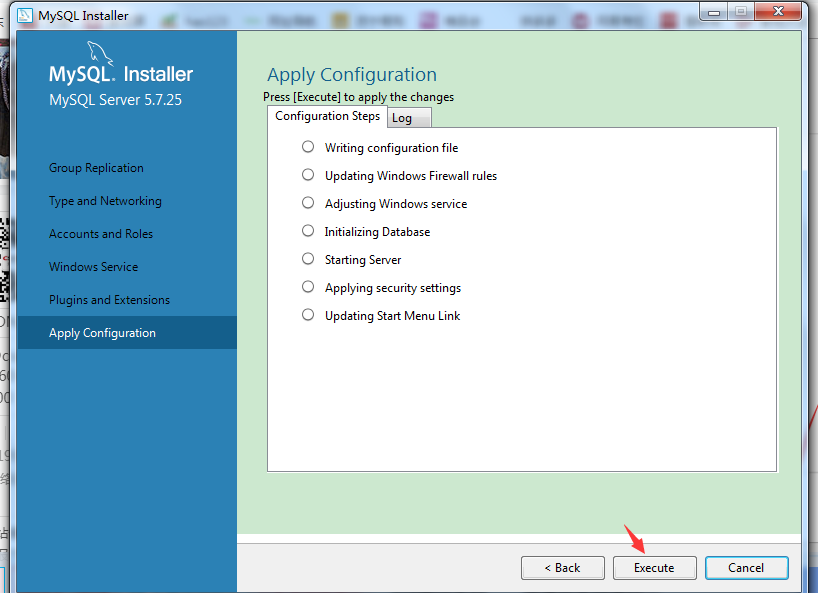 MySQL Installer
MySQL® Installer
MySQL Server 5.7.25
Group Replication
Type and Networking
Accounts and Roles
Windows Service
Plugins and Extensions
Apply Configuration
Apply Configuration
Press [Execute] to apply the changes
Configuration Steps
Log
Writing configuration file
Updating Windows Firewall rules
Adjusting Windows service
Initializing Database
Starting Server
Applying security settings
Updating Start Menu Link
< Back
Execute
Cancel